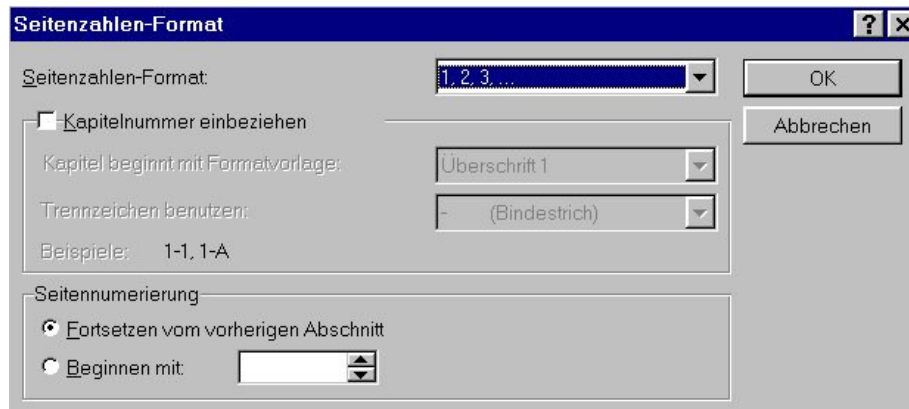 Seitenzahlen-Format
Seitenzahlen-Format: 1, 2, 3, ...
OK
Kapitelnummer einbeziehen
Abbrechen
Kapitel beginnt mit Formatvorlage: Überschrift 1
Trennzeichen benutzen: - (Bindestrich)
Beispiele: 1-1, 1-A
Seitennumerierung
Fortsetzen vom vorherigen Abschnitt
Beginnen mit: